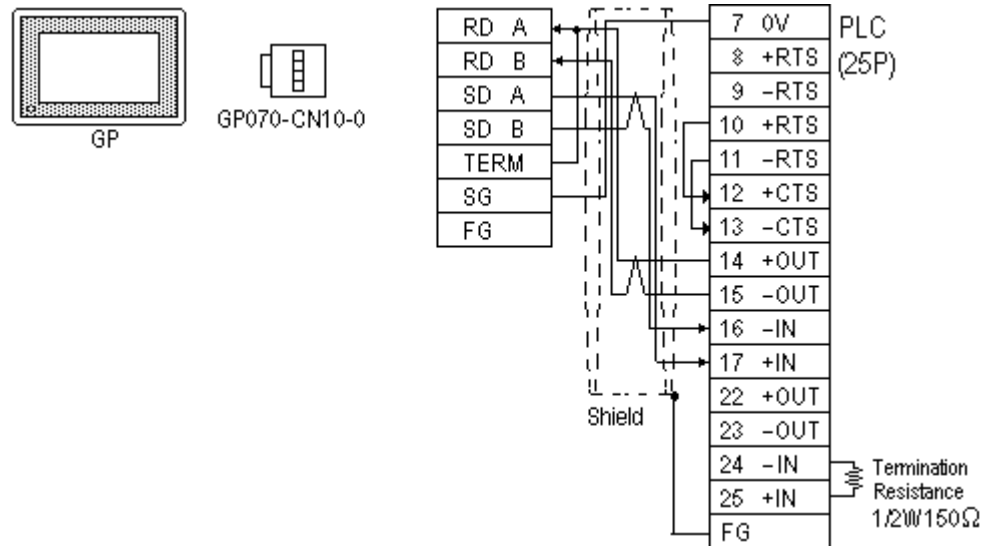 GP
GP070-CN10-0
RD A
RD B
SD A
SD B
TERM
SG
FG
Shield
7 0V
8 +RTS
9 -RTS
10 +RTS
11 -RTS
12 +CTS
13 -CTS
14 +OUT
15 -OUT
16 -IN
17 +IN
22 +OUT
23 -OUT
24 -IN
25 +IN
FG
PLC
(25P)
Termination
Resistance
1/2W150Ω